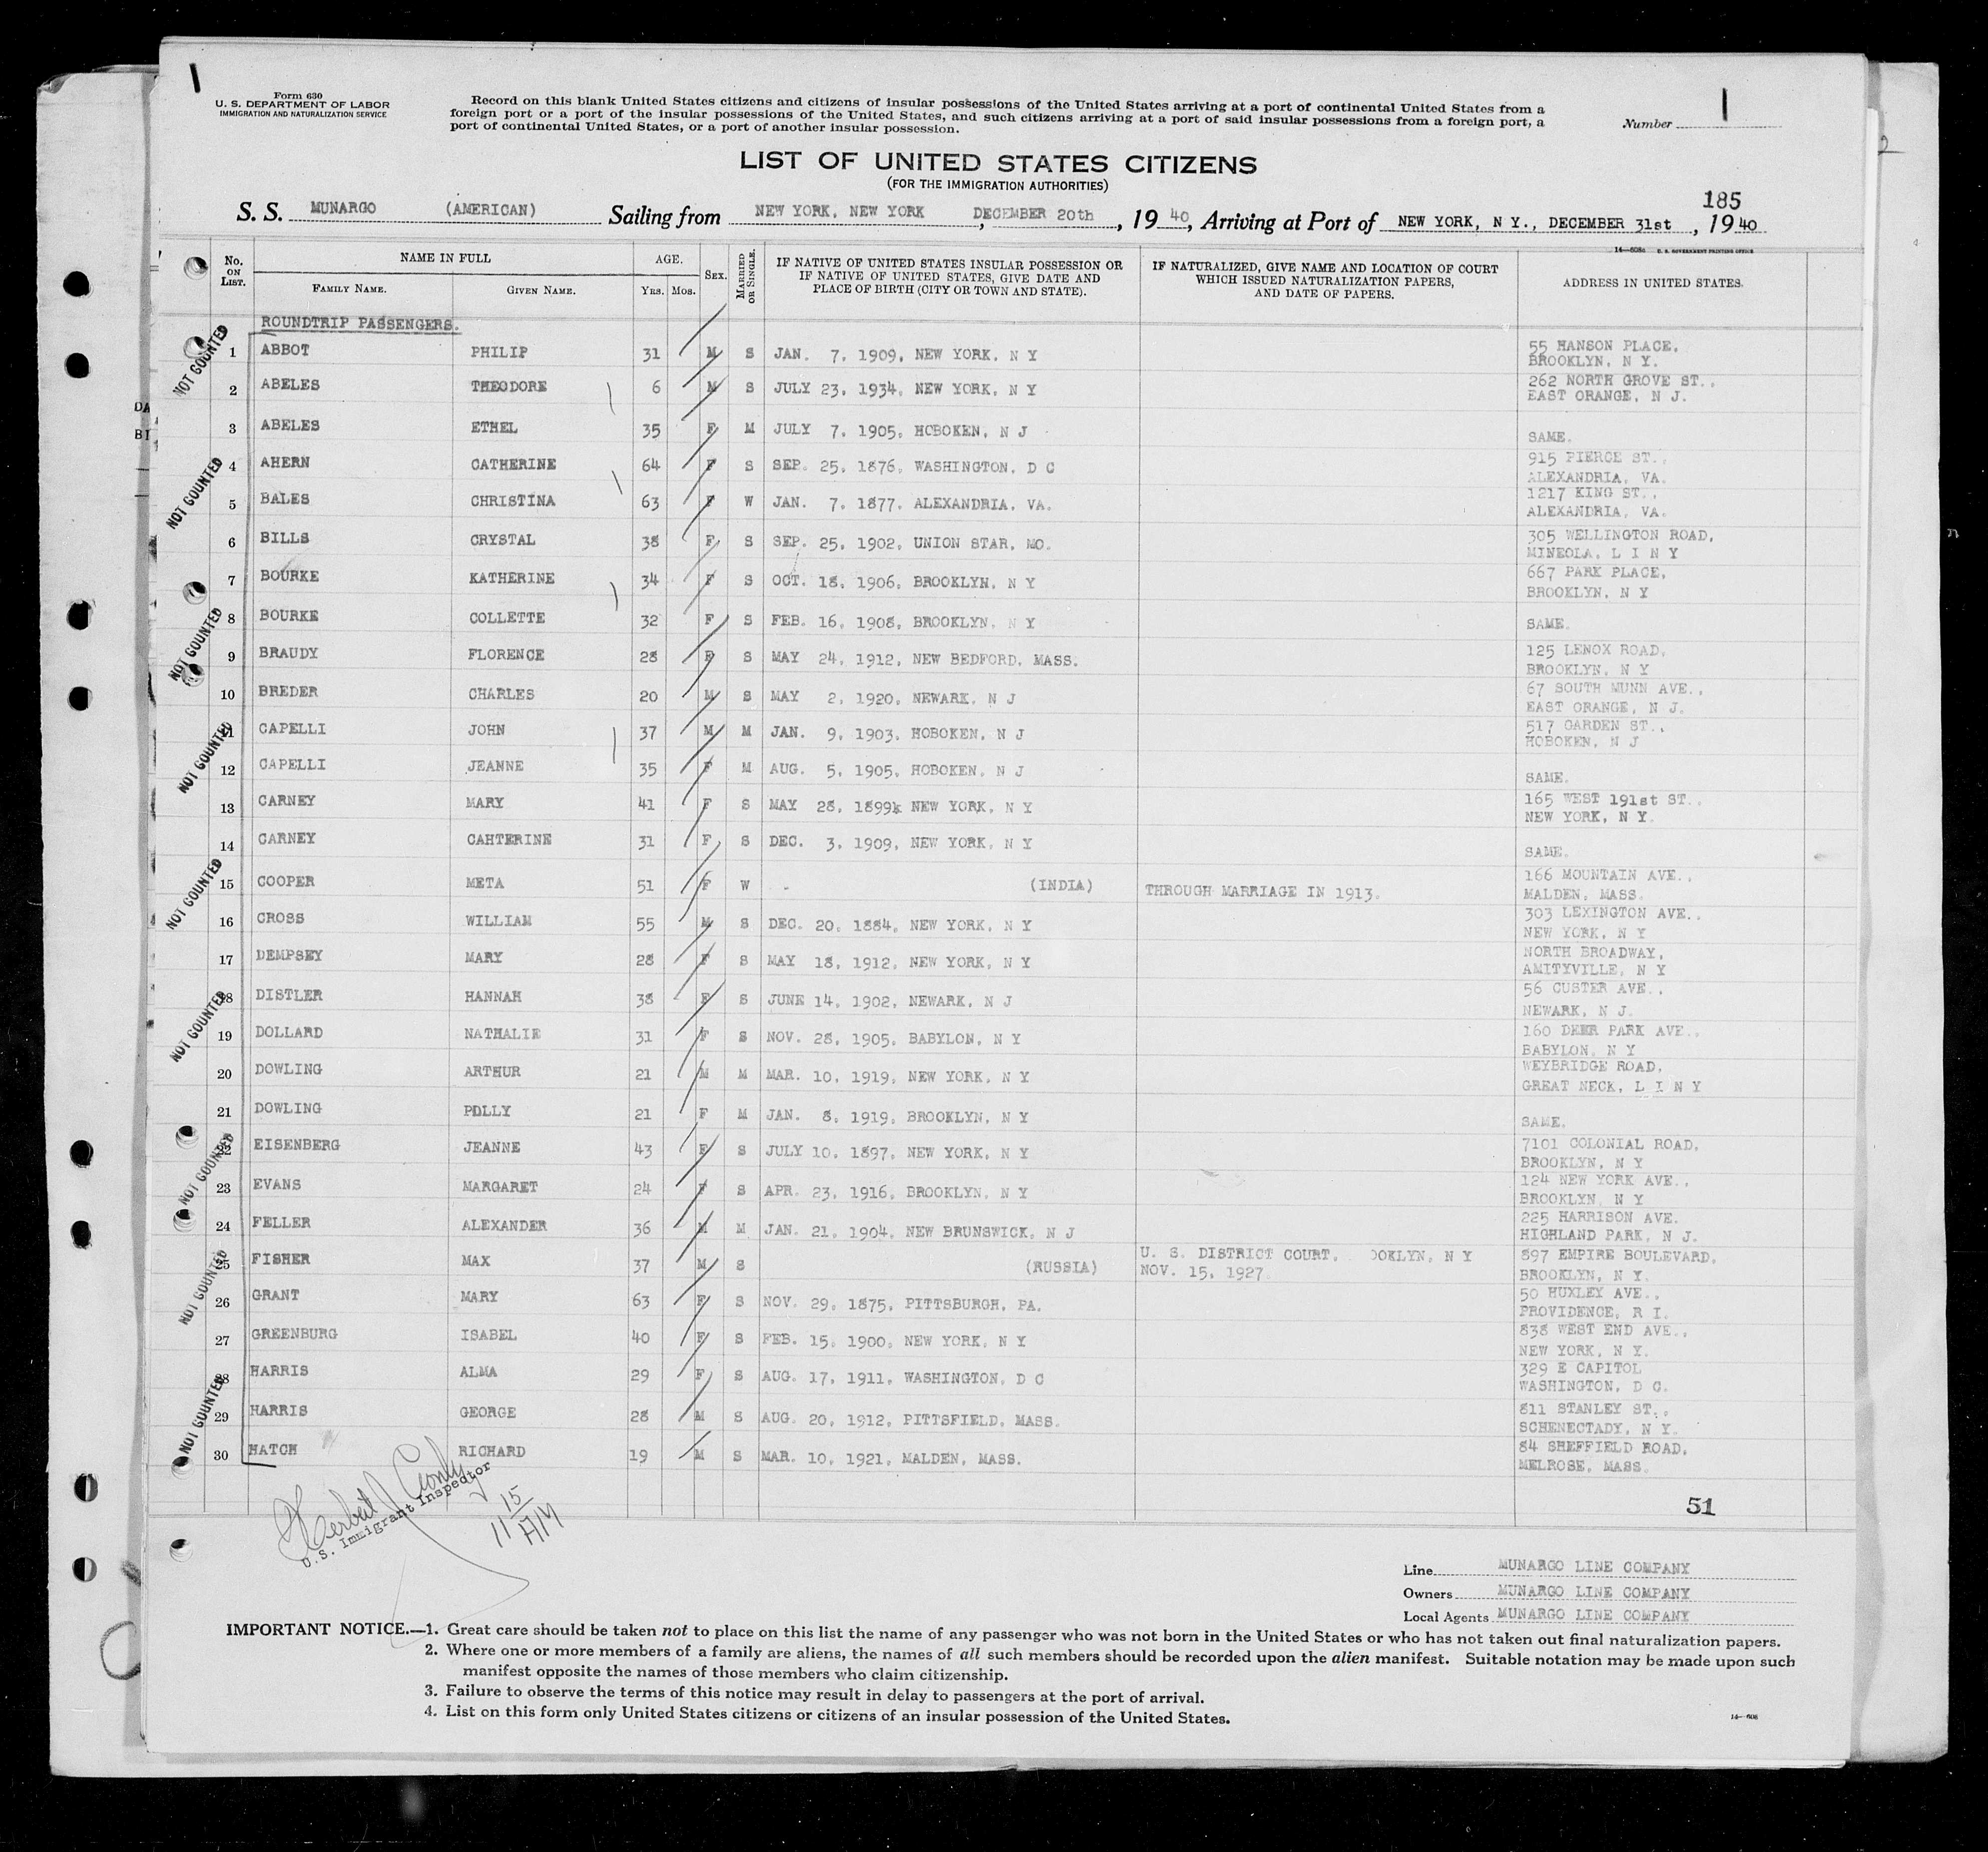 1
Form 630
U. S. DEPARTMENT OF LABOR
IMMIGRATION AND NATURALIZATION SERVICE
Record on this blank United States citizens and citizens of insular possessions of the United States arriving at a port of continental United States from a
foreign port or a port of the insular possessions of the United States, and such citizens arriving at a port of said insular possessions from a foreign port, a
port of continental United States, or a port of another insular possession.
Number 1
LIST OF UNITED STATES CITIZENS
(FOR THE IMMIGRATION AUTHORITIES)
185
S. S. MUNARGO (AMERICAN) Sailing from NEW YORK, NEW YORK , DECEMBER 20th , 19 40 , Arriving at Port of NEW YORK, N Y., DECEMBER 31st , 19 40
14—608a U. S. GOVERNMENT PRINTING OFFICE
No. ON LIST. NAME IN FULL FAMILY NAME. GIVEN NAME. AGE. YRS. MOS. SEX. MARRIED OR SINGLE. IF NATIVE OF UNITED STATES INSULAR POSSESSION OR IF NATIVE OF UNITED STATES, GIVE DATE AND PLACE OF BIRTH (CITY OR TOWN AND STATE). IF NATURALIZED, GIVE NAME AND LOCATION OF COURT WHICH ISSUED NATURALIZATION PAPERS, AND DATE OF PAPERS. ADDRESS IN UNITED STATES.
ROUNDTRIP PASSENGERS.
NOT COUNTED
1 ABBOT PHILIP 31 M S JAN. 7, 1909, NEW YORK, N Y 55 HANSON PLACE, BROOKLYN, N Y.
2 ABELES THEODORE 6 M S JULY 23, 1934, NEW YORK, N Y 262 NORTH GROVE ST., EAST ORANGE, N J.
3 ABELES ETHEL 35 F M JULY 7, 1905, HOBOKEN, N J SAME.
NOT COUNTED
4 AHERN CATHERINE 64 F S SEP. 25, 1876, WASHINGTON, D C 915 PIERCE ST., ALEXANDRIA, VA.
5 BALES CHRISTINA 63 F W JAN. 7, 1877, ALEXANDRIA, VA. 1217 KING ST., ALEXANDRIA, VA.
6 BILLS CRYSTAL 38 F S SEP. 25, 1902, UNION STAR, MO. 305 WELLINGTON ROAD, MINEOLA, L I N Y
7 BOURKE KATHERINE 34 F S OCT. 18, 1906, BROOKLYN, N Y 667 PARK PLACE, BROOKLYN, N Y
NOT COUNTED
8 BOURKE COLLETTE 32 F S FEB. 16, 1908, BROOKLYN, N Y SAME.
9 BRAUDY FLORENCE 28 F S MAY 24, 1912, NEW BEDFORD, MASS. 125 LENOX ROAD, BROOKLYN, N Y
10 BREDER CHARLES 20 M S MAY 2, 1920, NEWARK, N J 67 SOUTH MUNN AVE., EAST ORANGE, N J.
NOT COUNTED
11 CAPELLI JOHN 37 M M JAN. 9, 1903, HOBOKEN, N J 517 GARDEN ST., HOBOKEN, N J
12 CAPELLI JEANNE 35 F M AUG. 5, 1905, HOBOKEN, N J SAME.
13 CARNEY MARY 41 F S MAY 28, 1899k NEW YORK, N Y 165 WEST 191st ST., NEW YORK, N Y.
14 CARNEY CAHTERINE 31 F S DEC. 3, 1909, NEW YORK, N Y SAME.
NOT COUNTED
15 COOPER META 51 F W (INDIA) THROUGH MARRIAGE IN 1913. 166 MOUNTAIN AVE., MALDEN, MASS.
16 CROSS WILLIAM 55 M S DEC. 20, 1884, NEW YORK, N Y 303 LEXINGTON AVE., NEW YORK, N Y
17 DEMPSEY MARY 28 F S MAY 18, 1912, NEW YORK, N Y NORTH BROADWAY, AMITYVILLE, N Y
NOT COUNTED
18 DISTLER HANNAH 38 F S JUNE 14, 1902, NEWARK, N J 56 CUSTER AVE., NEWARK, N J.
19 DOLLARD NATHALIE 31 F S NOV. 28, 1905, BABYLON, N Y 160 DEER PARK AVE., BABYLON, N Y
20 DOWLING ARTHUR 21 M M MAR. 10, 1919, NEW YORK, N Y WEYBRIDGE ROAD, GREAT NECK, L I N Y
21 DOWLING POLLY 21 F M JAN. 8, 1919, BROOKLYN, N Y SAME.
NOT COUNTED
22 EISENBERG JEANNE 43 F S JULY 10, 1897, NEW YORK, N Y 7101 COLONIAL ROAD, BROOKLYN, N Y
23 EVANS MARGARET 24 F S APR. 23, 1916, BROOKLYN, N Y 124 NEW YORK AVE., BROOKLYN, N Y
24 FELLER ALEXANDER 36 M M JAN. 21, 1904, NEW BRUNSWICK, N J 225 HARRISON AVE. HIGHLAND PARK, N J.
NOT COUNTED
25 FISHER MAX 37 M S (RUSSIA) U. S. DISTRICT COURT, OOKLYN, N Y NOV. 15, 1927. 897 EMPIRE BOULEVARD, BROOKLYN, N Y.
26 GRANT MARY 63 F S NOV. 29, 1875, PITTSBURGH, PA. 50 HUXLEY AVE., PROVIDENCE, R I.
27 GREENBURG ISABEL 40 F S FEB. 15, 1900, NEW YORK, N Y 838 WEST END AVE., NEW YORK, N Y.
NOT COUNTED
28 HARRIS ALMA 29 F S AUG. 17, 1911, WASHINGTON, D C 329 E CAPITOL WASHINGTON, D C.
29 HARRIS GEORGE 28 M S AUG. 20, 1912, PITTSFIELD, MASS. 811 STANLEY ST., SCHENECTADY, N Y.
30 HATCH RICHARD 19 M S MAR. 10, 1921, MALDEN, MASS. 84 SHEFFIELD ROAD, MELROSE, MASS.
51
Herbert
U.S. Immigrant Inspector
11 15 AM
Line MUNARGO LINE COMPANY
Owners MUNARGO LINE COMPANY
Local Agents MUNARGO LINE COMPANY
IMPORTANT NOTICE.—1. Great care should be taken not to place on this list the name of any passenger who was not born in the United States or who has not taken out final naturalization papers.
2. Where one or more members of a family are aliens, the names of all such members should be recorded upon the alien manifest. Suitable notation may be made upon such
manifest opposite the names of those members who claim citizenship.
3. Failure to observe the terms of this notice may result in delay to passengers at the port of arrival.
4. List on this form only United States citizens or citizens of an insular possession of the United States.
14—608